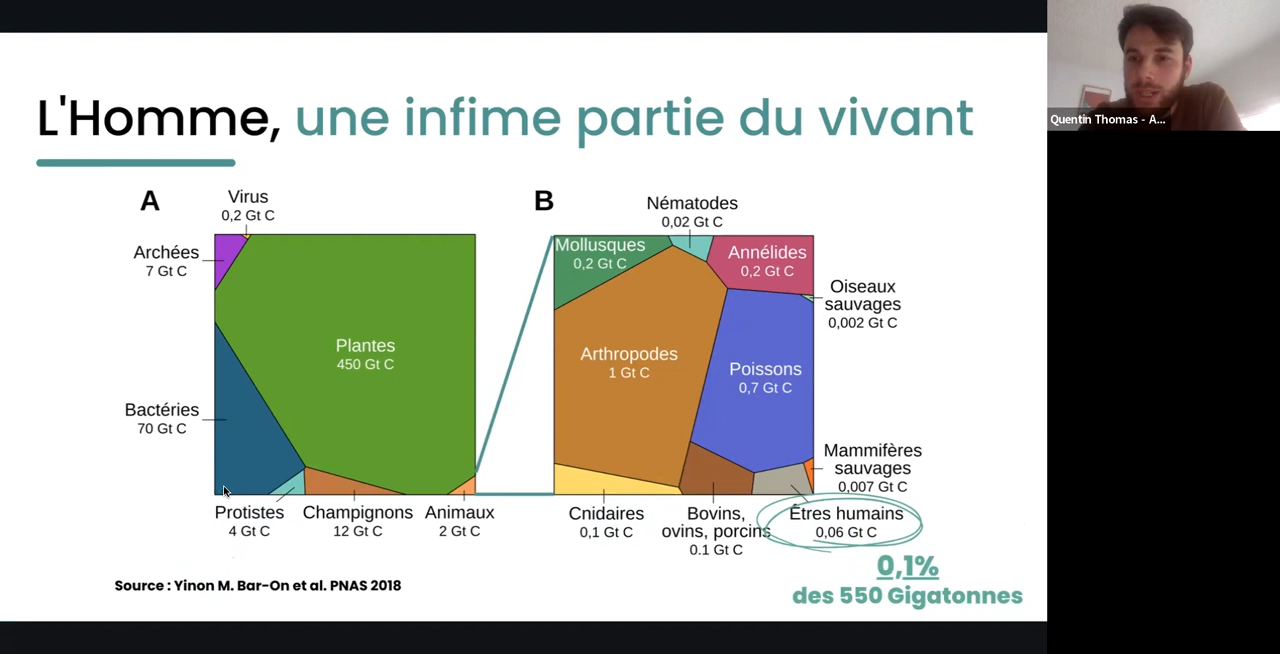 L'Homme, une infime partie du vivant
A
Virus
0,2 Gt C
Archées
7 Gt C
Plantes
450 Gt C
Bactéries
70 Gt C
Protistes
4 Gt C
Champignons
12 Gt C
Animaux
2 Gt C
B
Nématodes
0,02 Gt C
Mollusques
0,2 Gt C
Annélides
0,2 Gt C
Oiseaux
sauvages
0,002 Gt C
Arthropodes
1 Gt C
Poissons
0,7 Gt C
Mammifères
sauvages
0,007 Gt C
Cnidaires
0,1 Gt C
Bovins,
ovins, porcins
0.1 Gt C
Êtres humains
0,06 Gt C
0,1%
des 550 Gigatonnes
Source : Yinon M. Bar-On et al. PNAS 2018
Quentin Thomas - A...